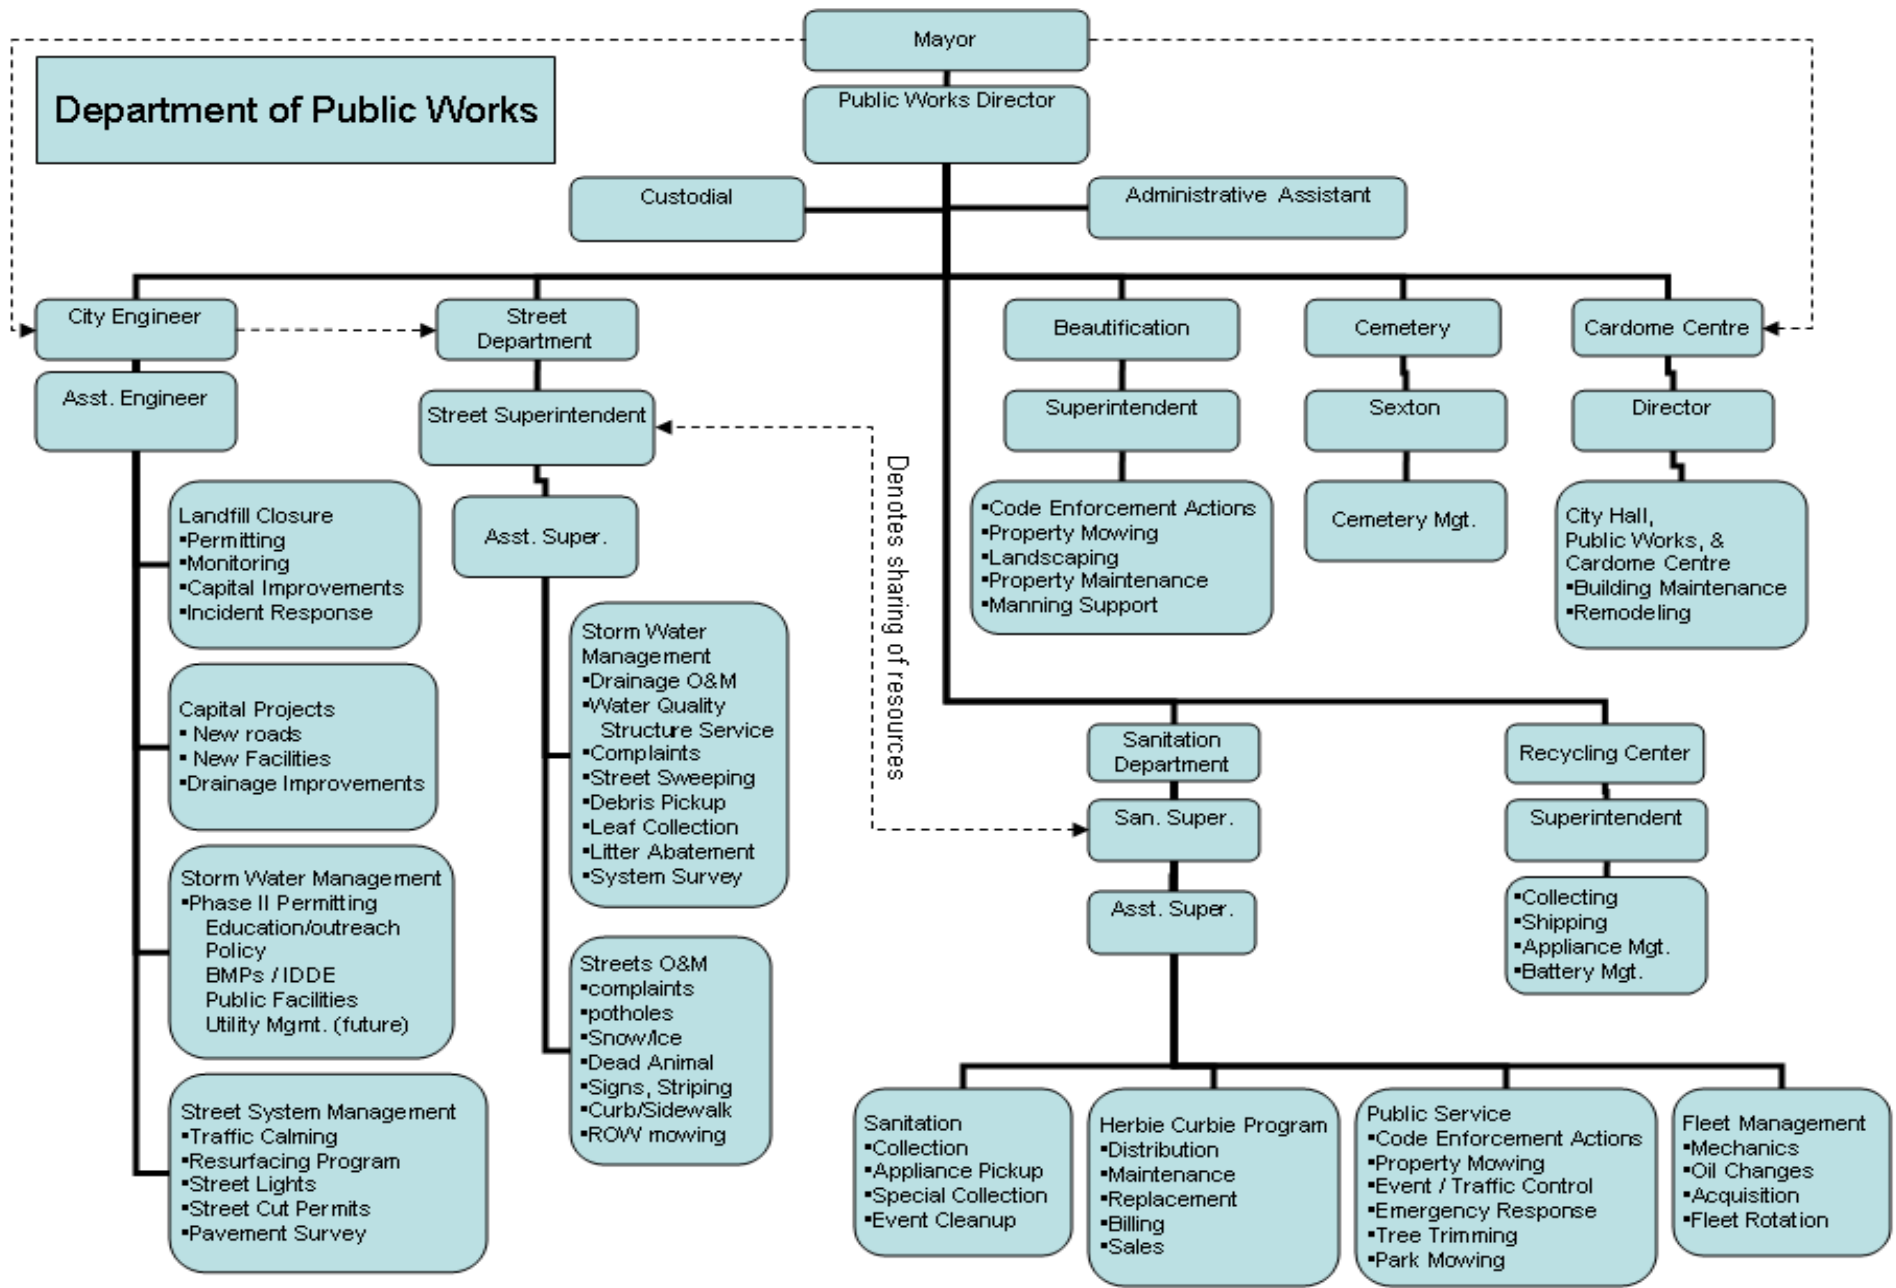 Mayor
Department of Public Works
Public Works Director
Custodial
Administrative Assistant
City Engineer
Street
Department
Beautification
Cemetery
Cardome Centre
Asst. Engineer
Street Superintendent
Superintendent
Sexton
Director
Denotes sharing of resources
Landfill Closure
▪Permitting
▪Monitoring
▪Capital Improvements
▪Incident Response
Asst. Super.
▪Code Enforcement Actions
▪Property Mowing
▪Landscaping
▪Property Maintenance
▪Manning Support
Cemetery Mgt.
City Hall,
Public Works, &
Cardome Centre
▪Building Maintenance
▪Remodeling
Storm Water
Management
▪Drainage O&M
▪Water Quality
Structure Service
▪Complaints
▪Street Sweeping
▪Debris Pickup
▪Leaf Collection
▪Litter Abatement
▪System Survey
Capital Projects
▪ New roads
▪ New Facilities
▪Drainage Improvements
Sanitation
Department
Recycling Center
San. Super.
Superintendent
Storm Water Management
▪Phase II Permitting
Education/outreach
Policy
BMPs / IDDE
Public Facilities
Utility Mgmt. (future)
Asst. Super.
▪Collecting
▪Shipping
▪Appliance Mgt.
▪Battery Mgt.
Streets O&M
▪complaints
▪potholes
▪Snow/Ice
▪Dead Animal
▪Signs, Striping
▪Curb/Sidewalk
▪ROW mowing
Street System Management
▪Traffic Calming
▪Resurfacing Program
▪Street Lights
▪Street Cut Permits
▪Pavement Survey
Sanitation
▪Collection
▪Appliance Pickup
▪Special Collection
▪Event Cleanup
Herbie Curbie Program
▪Distribution
▪Maintenance
▪Replacement
▪Billing
▪Sales
Public Service
▪Code Enforcement Actions
▪Property Mowing
▪Event / Traffic Control
▪Emergency Response
▪Tree Trimming
▪Park Mowing
Fleet Management
▪Mechanics
▪Oil Changes
▪Acquisition
▪Fleet Rotation